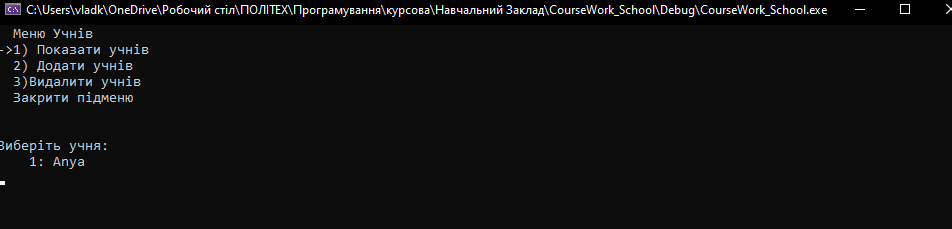 C:\Users\vladk\OneDrive\Робочий стіл\ПОЛІТЕХ\Програмування\курсова\Навчальний Заклад\CourseWork_School\Debug\CourseWork_School.exe
Меню Учнів
->1) Показати учнів
2) Додати учнів
3)Видалити учнів
Закрити підменю
Виберіть учня:
1: Anya